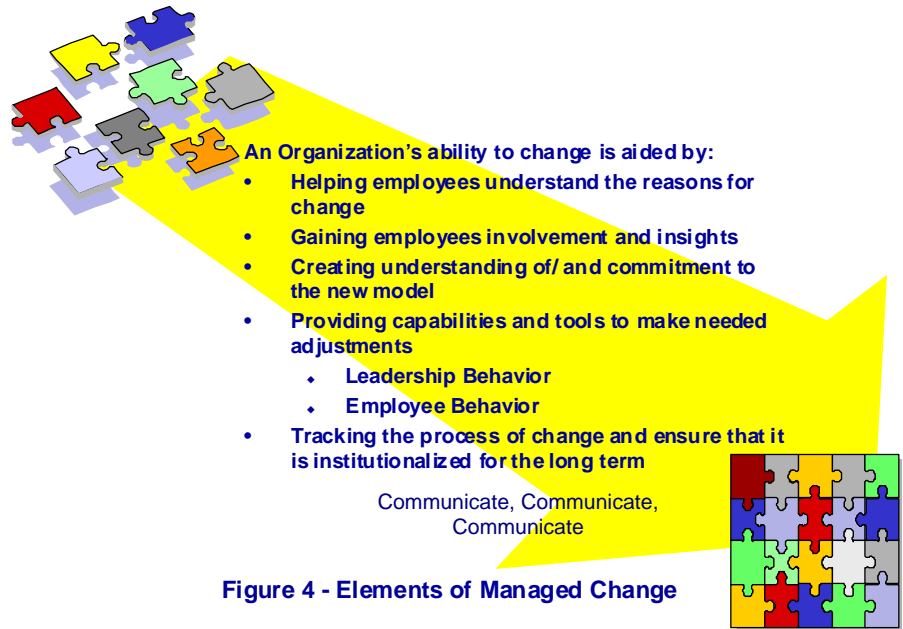 An Organization's ability to change is aided by:
• Helping employees understand the reasons for
change
• Gaining employees involvement and insights
• Creating understanding of/ and commitment to
the new model
• Providing capabilities and tools to make needed
adjustments
⬥ Leadership Behavior
⬥ Employee Behavior
• Tracking the process of change and ensure that it
is institutionalized for the long term
Communicate, Communicate,
Communicate
Figure 4 - Elements of Managed Change